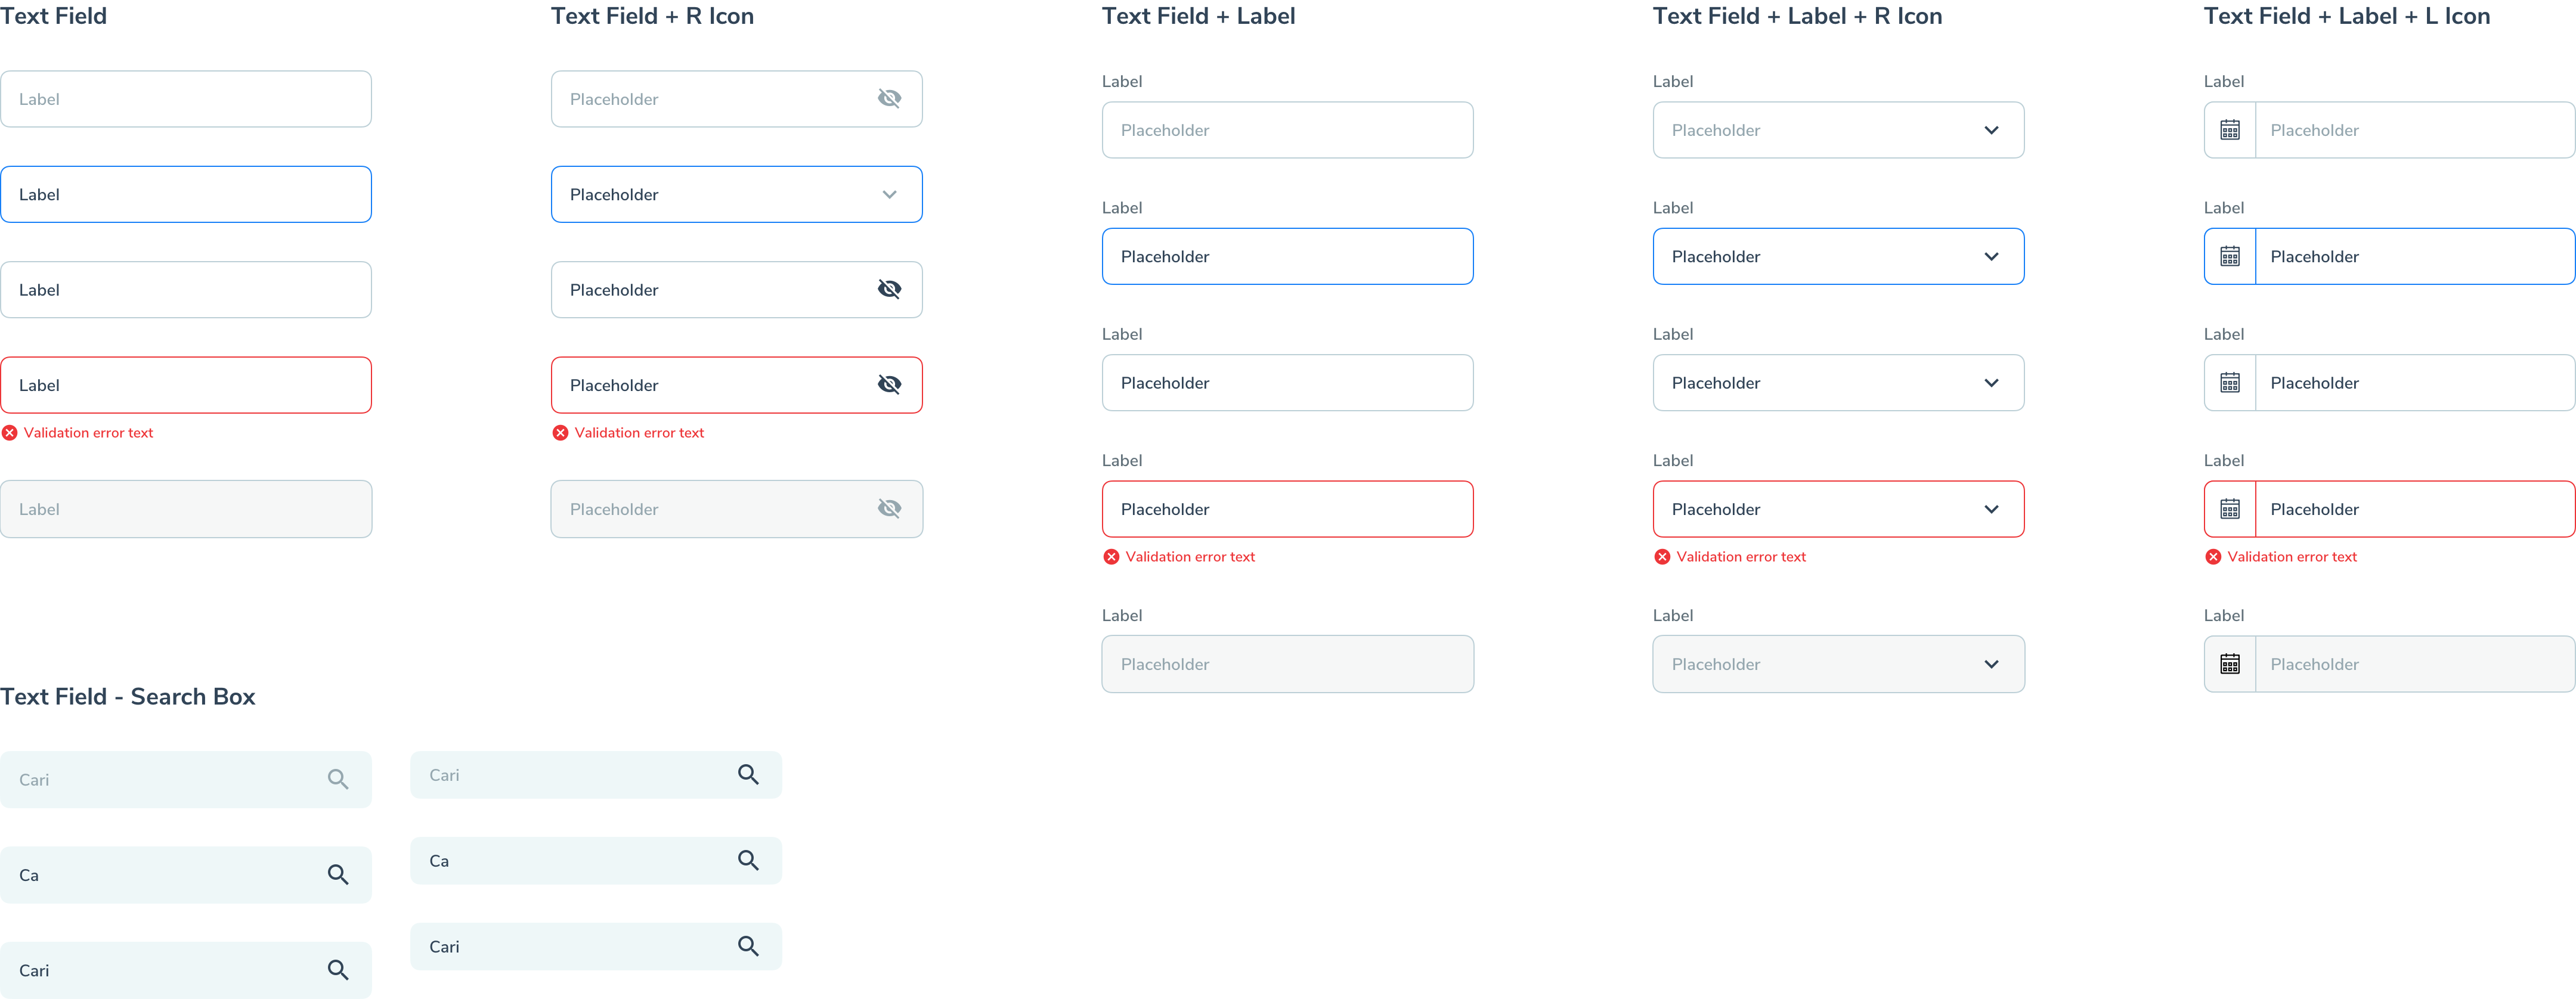 Text Field
Label
Label
Label
Label
Validation error text
Label
Text Field + R Icon
Placeholder
Placeholder
Placeholder
Placeholder
Validation error text
Placeholder
Text Field + Label
Label
Placeholder
Label
Placeholder
Label
Placeholder
Label
Placeholder
Validation error text
Label
Placeholder
Text Field + Label + R Icon
Label
Placeholder
Label
Placeholder
Label
Placeholder
Label
Placeholder
Validation error text
Label
Placeholder
Text Field + Label + L Icon
Label
Placeholder
Label
Placeholder
Label
Placeholder
Label
Placeholder
Validation error text
Label
Placeholder
Text Field - Search Box
Cari
Ca
Cari
Cari
Ca
Cari